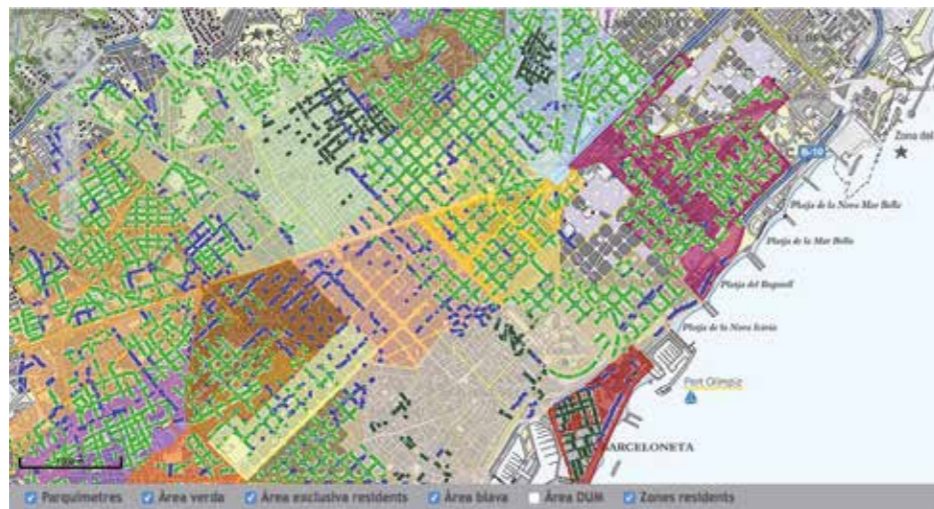 Zona del
B-10
Platja de la Nova Mar Bella
Platja de la Mar Bella
Platja del Bogatell
Platja de la Nova Icària
Port Olímpic
BARCELONETA
Parquímetres
Àrea verda
Àrea exclusiva residents
Àrea blava
Àrea DUM
Zones residents